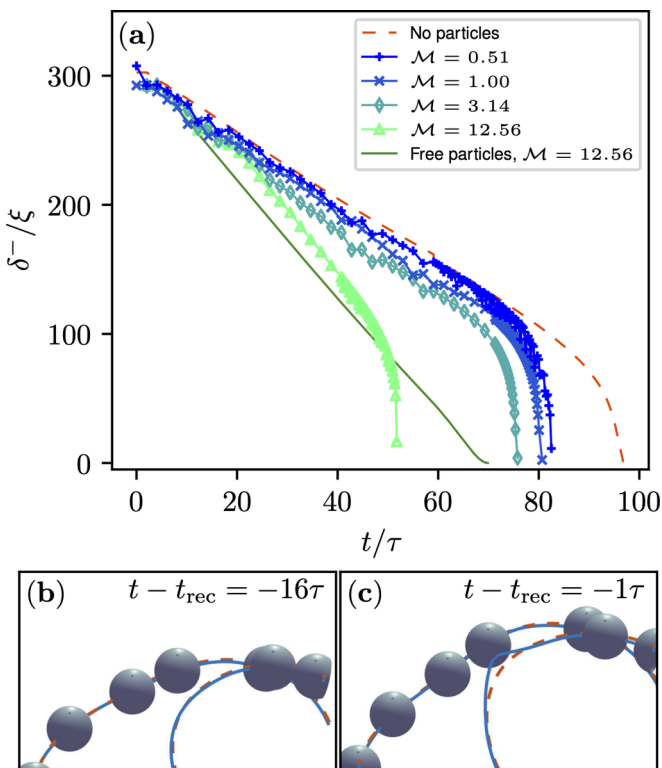 (a)
No particles
ℳ = 0.51
ℳ = 1.00
ℳ = 3.14
ℳ = 12.56
Free particles, ℳ = 12.56
300
200
100
0
δ⁻/ξ
0 20 40 60 80 100
t/τ
(b) t − t_rec = −16τ
(c) t − t_rec = −1τ